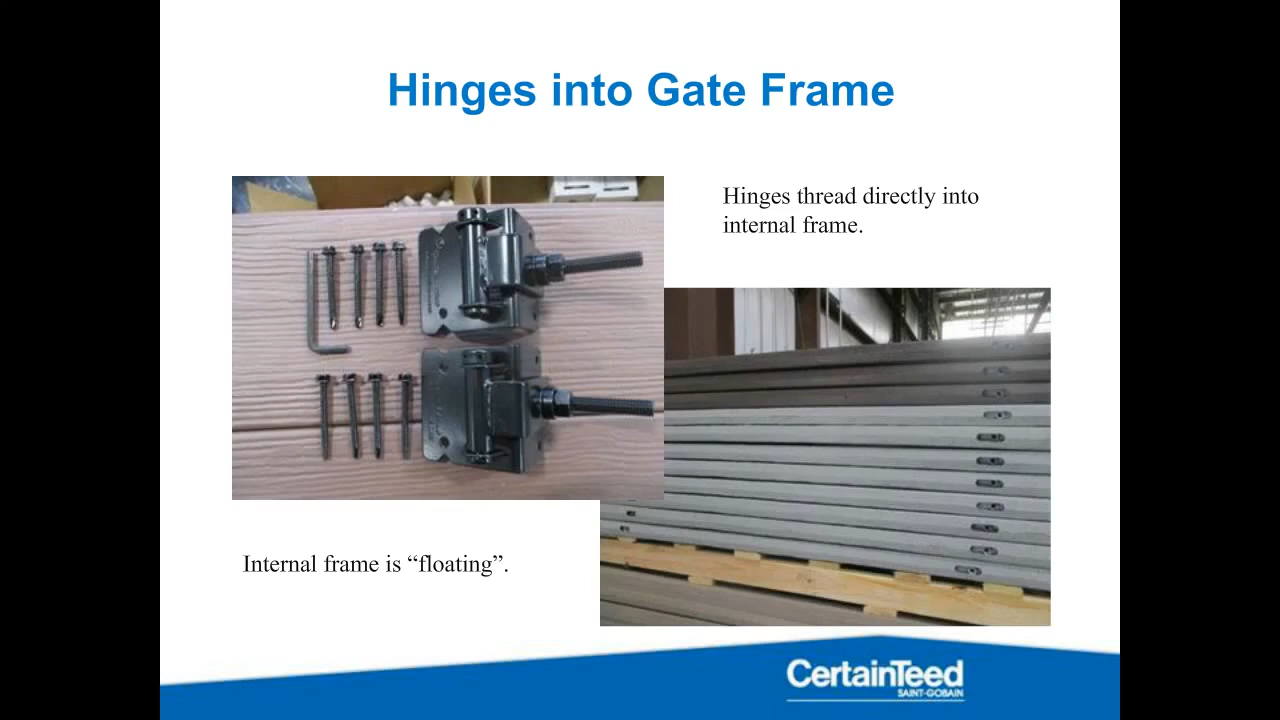 Hinges into Gate Frame
Hinges thread directly into
internal frame.
Internal frame is “floating”.
CertainTeed
SAINT-GOBAIN